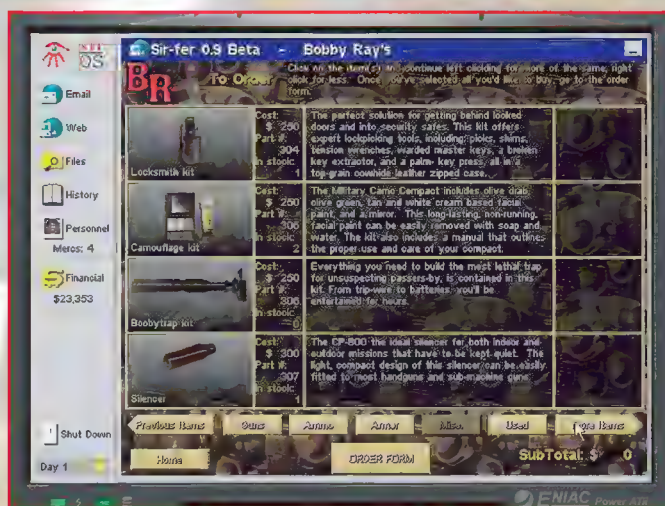 XII
OS
Sir-fer 0.9 Beta - Bobby Ray's
BR
To Order
Click on the item(s) and continue left clicking for more of the same, right
click for less. Once you've selected all you'd like to buy, go to the order
form.
Email
Web
Files
History
Personnel
Mercs: 4
Financial
$23,353
Shut Down
Day 1
Locksmith kit
Cost:
$ 250
Part #:
304
In stock:
1
The perfect solution for getting behind locked
doors and into security safes. This kit offers
expert lockpicking tools, including: picks, shims,
tension wrenches, warded master keys, a broken
key extractor, and a palm-key press, all in a
top-grain cowhide leather zipped case.
Camouflage kit
Cost:
$ 250
Part #:
305
In stock:
2
The Military Camo Compact includes olive drab,
olive green, tan and white cream based facial
paint, and a mirror. This long-lasting, non-running,
facial paint can be easily removed with soap and
water. The kit also includes a manual that outlines
the proper use and care of your compact.
Boobytrap kit
Cost:
$ 250
Part #:
306
In stock:
0
Everything you need to build the most lethal trap
for unsuspecting passers-by, is contained in this
kit. From trip-wire to batteries, you'll be
entertained for hours.
Silencer
Cost:
$ 300
Part #:
307
In stock:
1
The CP-800 the ideal silencer for both indoor and
outdoor missions that have to be kept quiet. The
light, compact design of this silencer can be easily
fitted to most handguns and sub-machine guns.
Previous Items
Guns
Ammo
Armor
Misc.
Used
More Items
Home
ORDER FORM
SubTotal: $ 0
ENIAC Power ATX